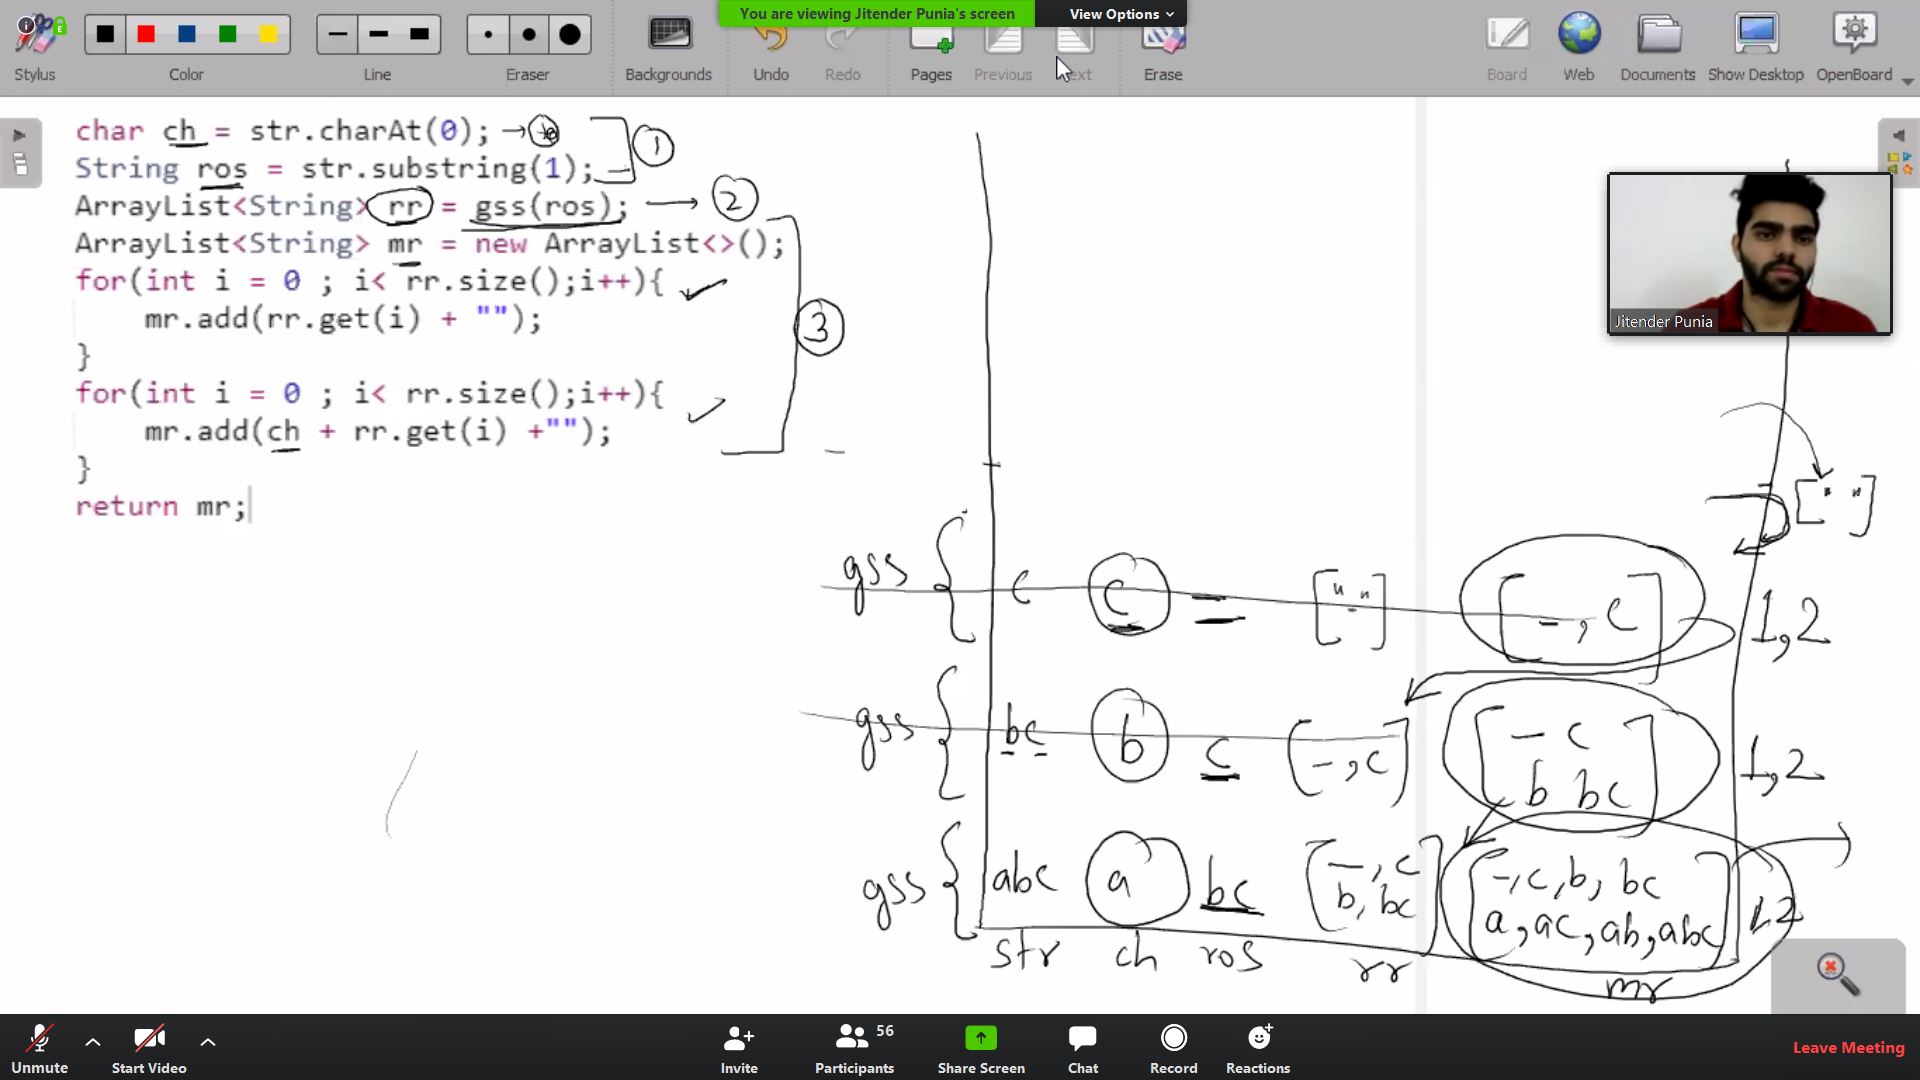 You are viewing Jitender Punia's screen
View Options
Stylus
Color
Line
Eraser
Backgrounds
Undo
Redo
Pages
Previous
Erase
Board
Web
Documents
Show Desktop
OpenBoard
char ch = str.charAt(0); →
String ros = str.substring(1);
1
ArrayList<String> rr = gss(ros); → 2
ArrayList<String> mr = new ArrayList<>();
for(int i = 0 ; i< rr.size();i++){
mr.add(rr.get(i) + "");
}
3
for(int i = 0 ; i< rr.size();i++){
mr.add(ch + rr.get(i) +"");
}
return mr;
Jitender Punia
[" "]
gss { c c = [" - "] [-, c] 1,2
gss { bc b c [-, c] [- c
b bc] 1,2
gss { abc a bc [-, c
b, bc] [-, c, b, bc
a, ac, ab, abc] 1,2
str ch ros rr mr
Unmute
Start Video
Invite
Participants 56
Share Screen
Chat
Record
Reactions
Leave Meeting